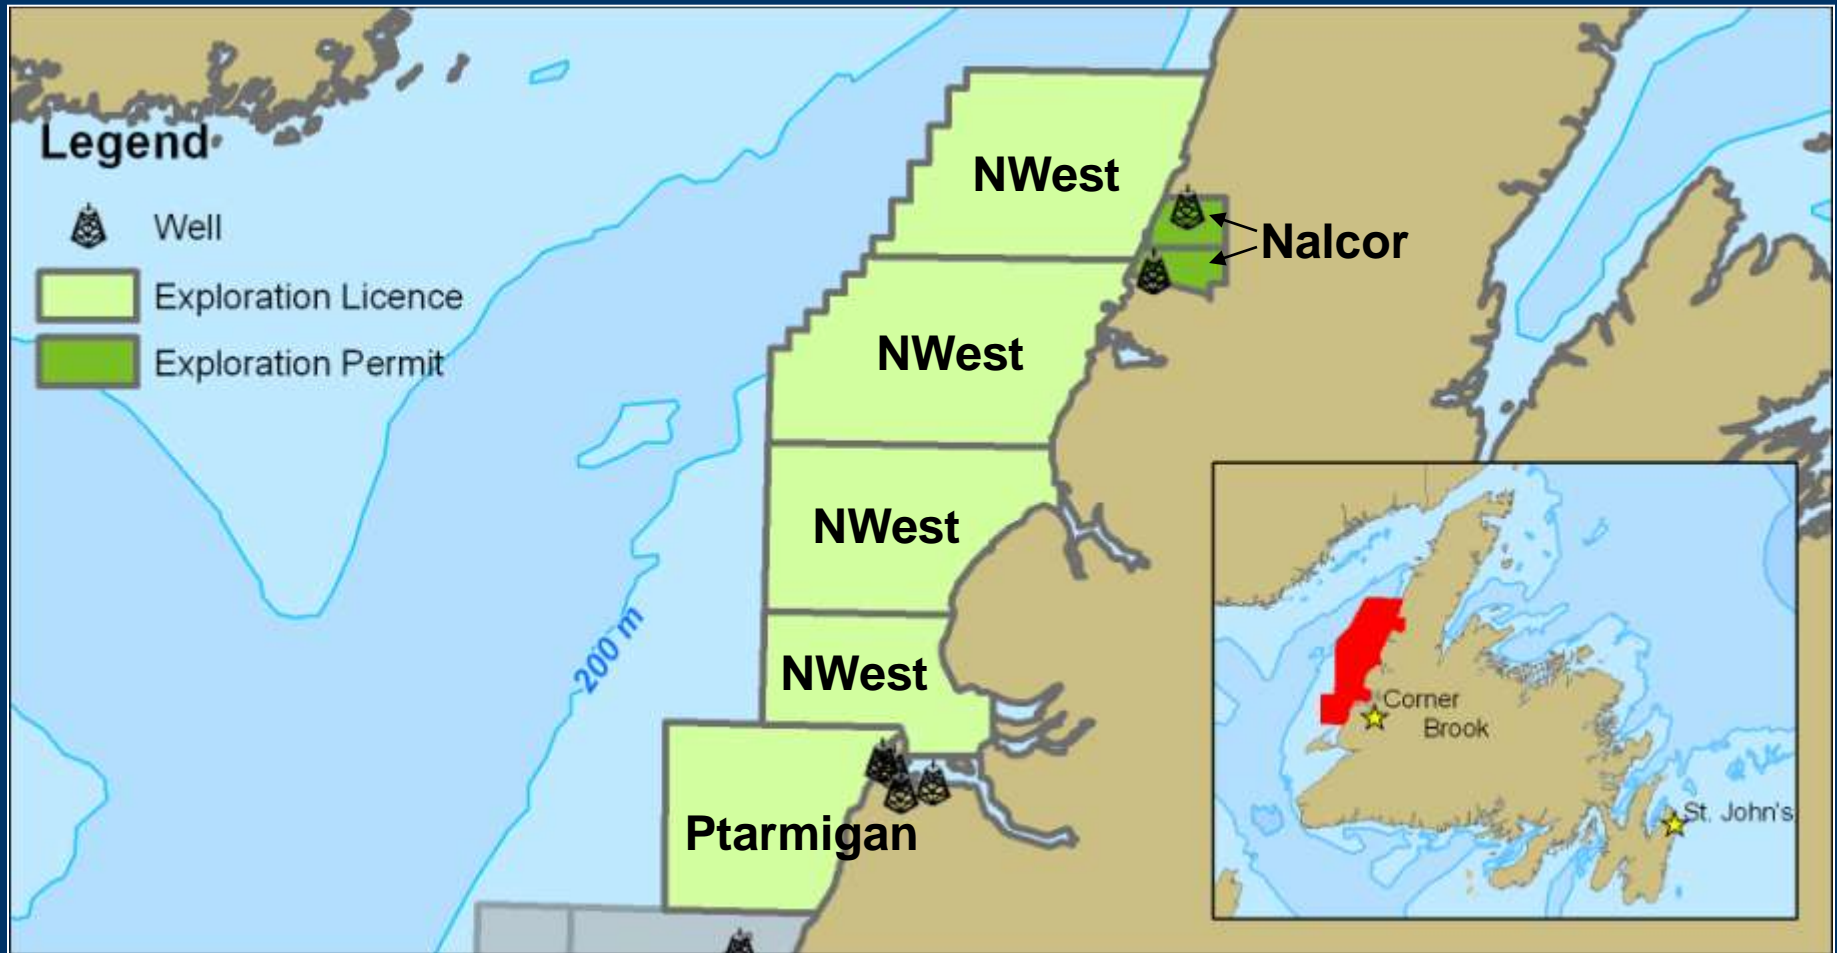 Legend
Well
Exploration Licence
Exploration Permit
NWest
Nalcor
NWest
NWest
NWest
200 m
Ptarmigan
Corner
Brook
St. John's